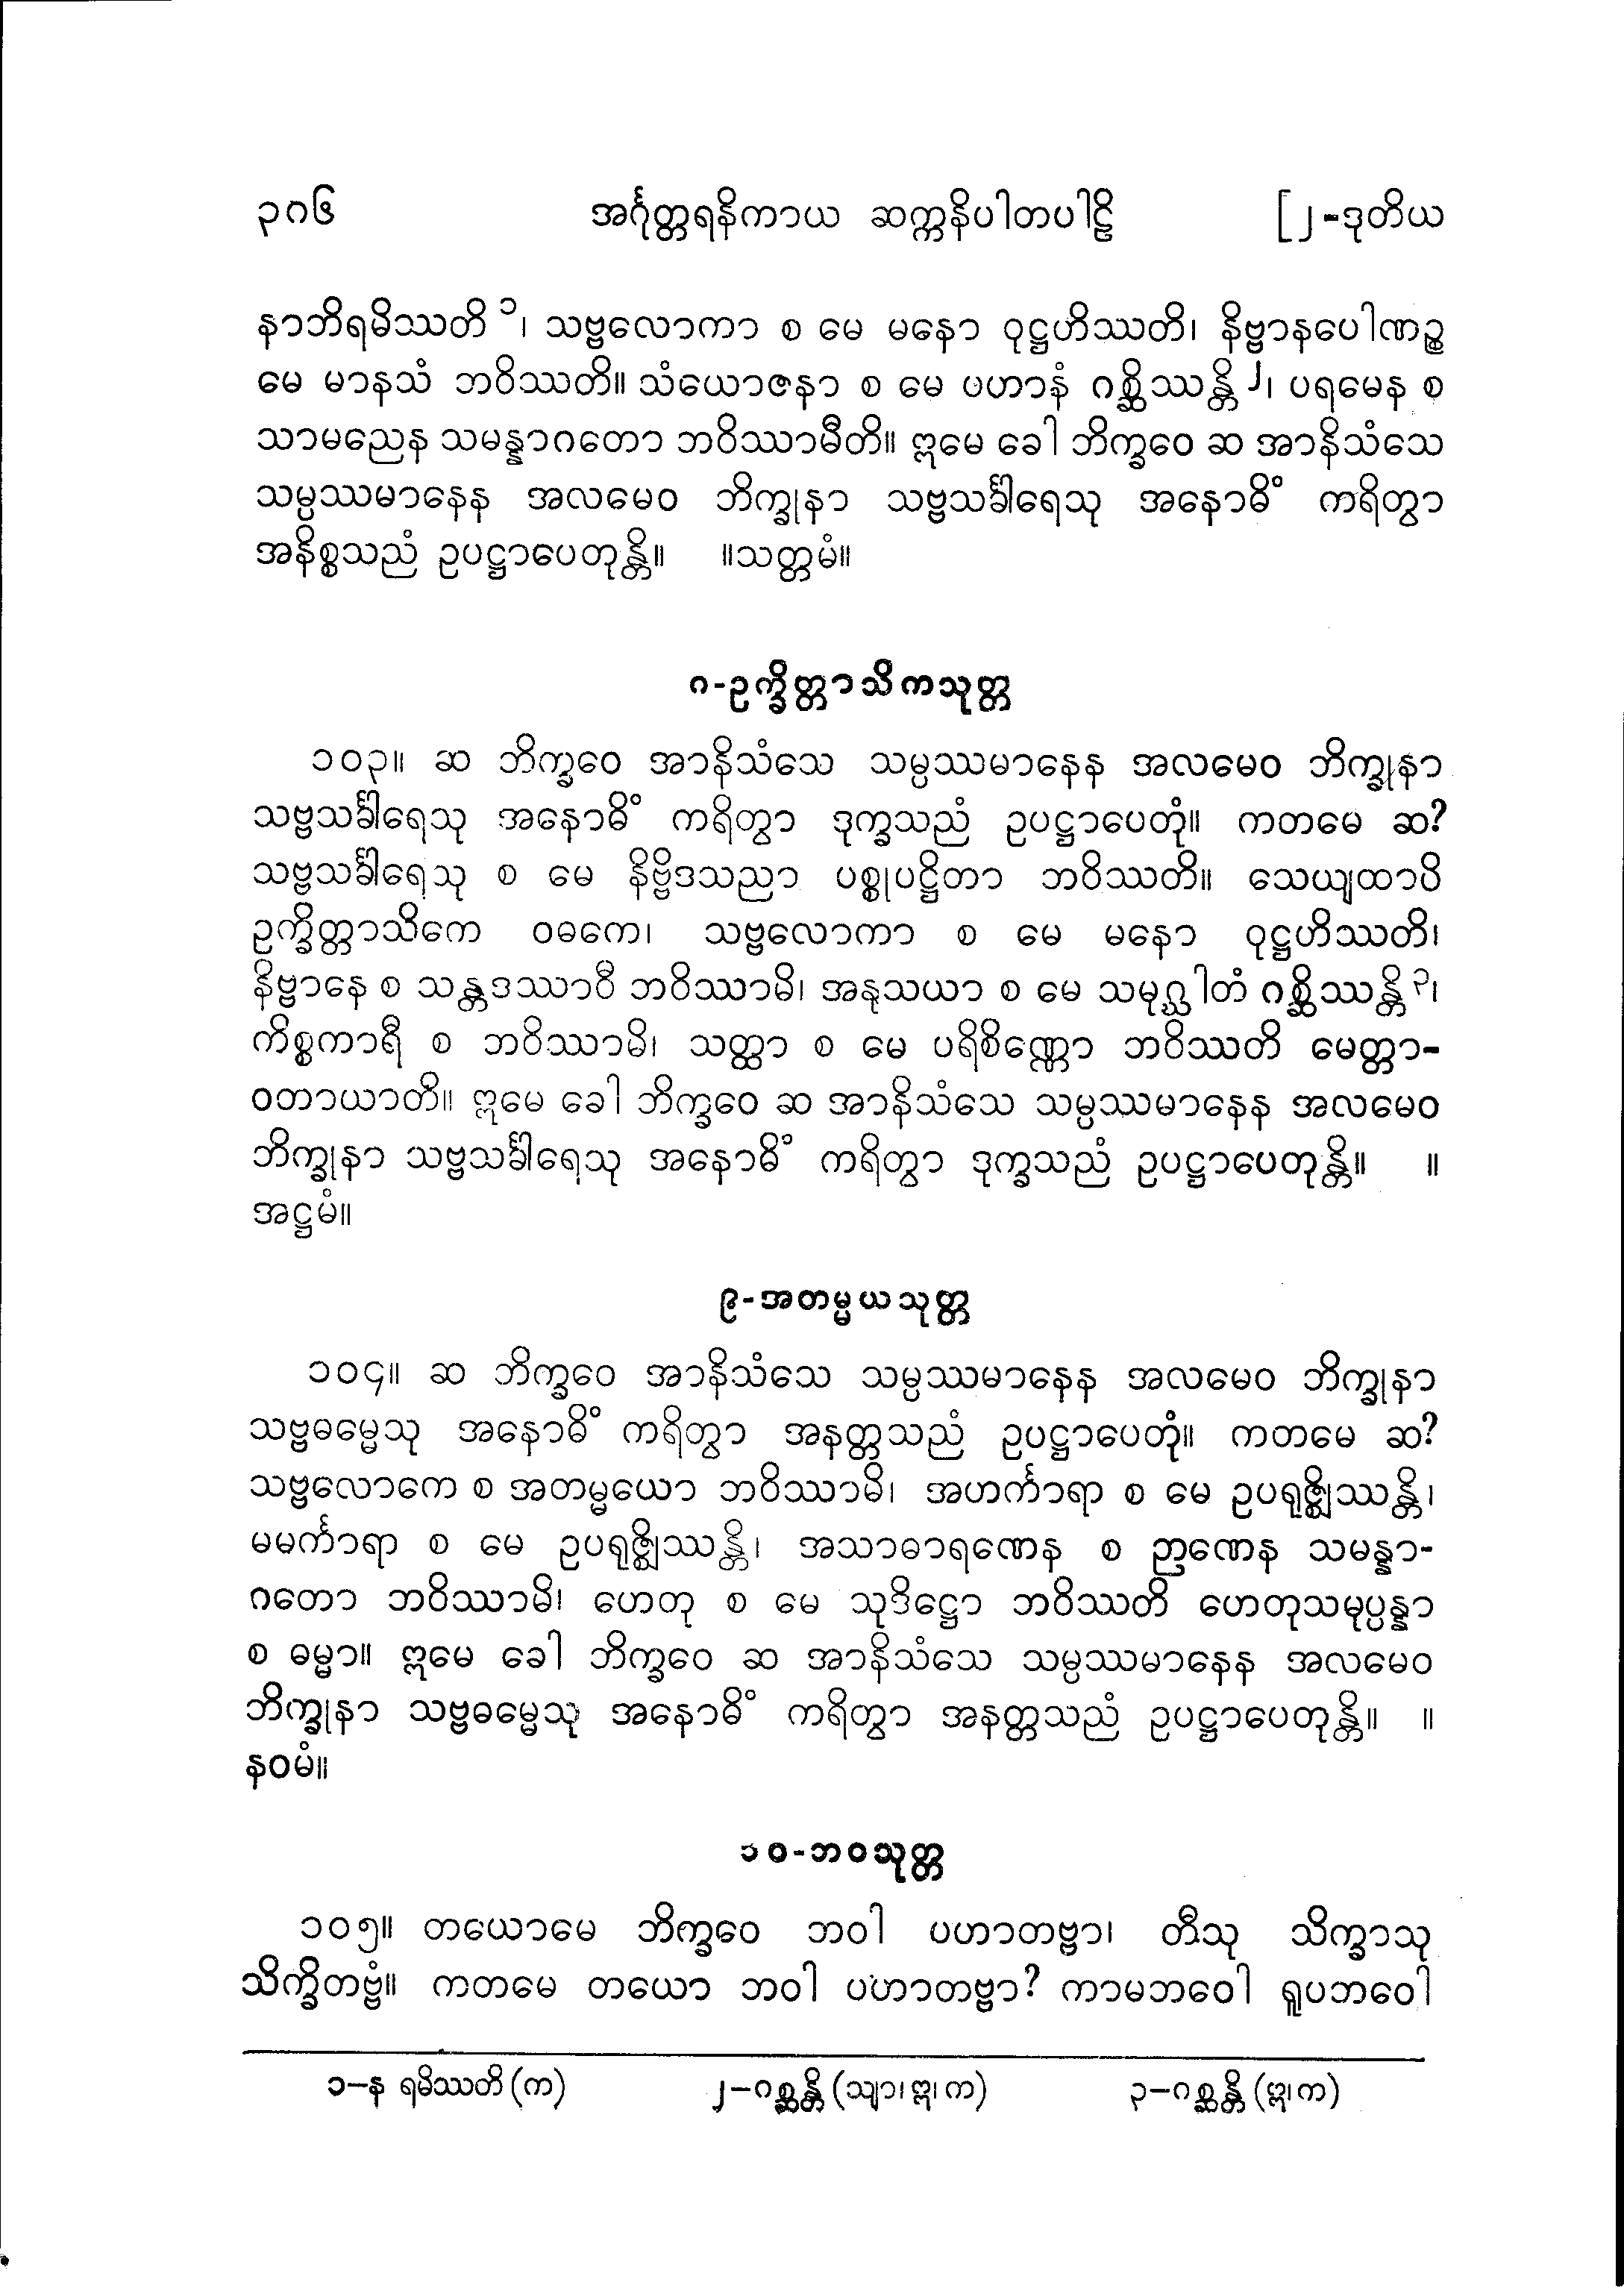 ၃၈၆ အင်္ဂုတ္တရနိကာယ ဆက္ကနိပါတပါဠိ [၂-ဒုတိယ
နာဘိရမိဿတိ ၁၊ သဗ္ဗလောကာ စ မေ မနော ဝုဋ္ဌဟိဿတိ၊ နိဗ္ဗာနပေါဏဉ္စ
မေ မာနသံ ဘဝိဿတိ။ သံယောဇနာ စ မေ ပဟာနံ ဂစ္ဆိဿန္တိ ၂၊ ပရမေန စ
သာမညေန သမန္နာဂတော ဘဝိဿာမီတိ။ ဣမေ ခေါ ဘိက္ခဝေ ဆ အာနိသံသေ
သမ္ပဿမာနေန အလမေဝ ဘိက္ခုနာ သဗ္ဗသင်္ခါရေသု အနောဓိံ ကရိတွာ
အနိစ္စသညံ ဥပဋ္ဌာပေတုန္တိ။ ။သတ္တမံ။
၈-ဥက္ခိတ္တာသိကသုတ္တ
၁၀၃။ ဆ ဘိက္ခဝေ အာနိသံသေ သမ္ပဿမာနေန အလမေဝ ဘိက္ခုနာ
သဗ္ဗသင်္ခါရေသု အနောဓိံ ကရိတွာ ဒုက္ခသညံ ဥပဋ္ဌာပေတုံ။ ကတမေ ဆ?
သဗ္ဗသင်္ခါရေသု စ မေ နိဗ္ဗိဒသညာ ပစ္စုပဋ္ဌိတာ ဘဝိဿတိ။ သေယျထာပိ
ဥက္ခိတ္တာသိကေ ဝဓကေ၊ သဗ္ဗလောကာ စ မေ မနော ဝုဋ္ဌဟိဿတိ၊
နိဗ္ဗာနေ စ သန္တဒဿာဝီ ဘဝိဿာမိ၊ အနုသယာ စ မေ သမုဂ္ဃါတံ ဂစ္ဆိဿန္တိ ၃၊
ကိစ္စကာရီ စ ဘဝိဿာမိ၊ သတ္ထာ စ မေ ပရိစိဏ္ဏော ဘဝိဿတိ မေတ္တာ-
ဝတာယာတိ။ ဣမေ ခေါ ဘိက္ခဝေ ဆ အာနိသံသေ သမ္ပဿမာနေန အလမေဝ
ဘိက္ခုနာ သဗ္ဗသင်္ခါရေသု အနောဓိံ ကရိတွာ ဒုက္ခသညံ ဥပဋ္ဌာပေတုန္တိ။ ။
အဋ္ဌမံ။
၉-အတမ္မယသုတ္တ
၁၀၄။ ဆ ဘိက္ခဝေ အာနိသံသေ သမ္ပဿမာနေန အလမေဝ ဘိက္ခုနာ
သဗ္ဗဓမ္မေသု အနောဓိံ ကရိတွာ အနတ္တသညံ ဥပဋ္ဌာပေတုံ။ ကတမေ ဆ?
သဗ္ဗလောကေ စ အတမ္မယော ဘဝိဿာမိ၊ အဟင်္ကာရာ စ မေ ဥပရုဇ္ဈိဿန္တိ၊
မမင်္ကာရာ စ မေ ဥပရုဇ္ဈိဿန္တိ၊ အသာဓာရဏေန စ ဉာဏေန သမန္နာ-
ဂတော ဘဝိဿာမိ၊ ဟေတု စ မေ သုဒိဋ္ဌော ဘဝိဿတိ ဟေတုသမုပ္ပန္နာ
စ ဓမ္မာ။ ဣမေ ခေါ ဘိက္ခဝေ ဆ အာနိသံသေ သမ္ပဿမာနေန အလမေဝ
ဘိက္ခုနာ သဗ္ဗဓမ္မေသု အနောဓိံ ကရိတွာ အနတ္တသညံ ဥပဋ္ဌာပေတုန္တိ။ ။
နဝမံ။
၁၀-ဘဝသုတ္တ
၁၀၅။ တယောမေ ဘိက္ခဝေ ဘဝါ ပဟာတဗ္ဗာ၊ တီသု သိက္ခာသု
သိက္ခိတဗ္ဗံ။ ကတမေ တယော ဘဝါ ပဟာတဗ္ဗာ? ကာမဘဝေါ ရူပဘဝေါ
၁–န ရမိဿတိ (က) ၂–ဂစ္ဆန္တိ (သျာ၊ ဣ၊ က) ၃–ဂစ္ဆန္တိ (ဣ၊ က)